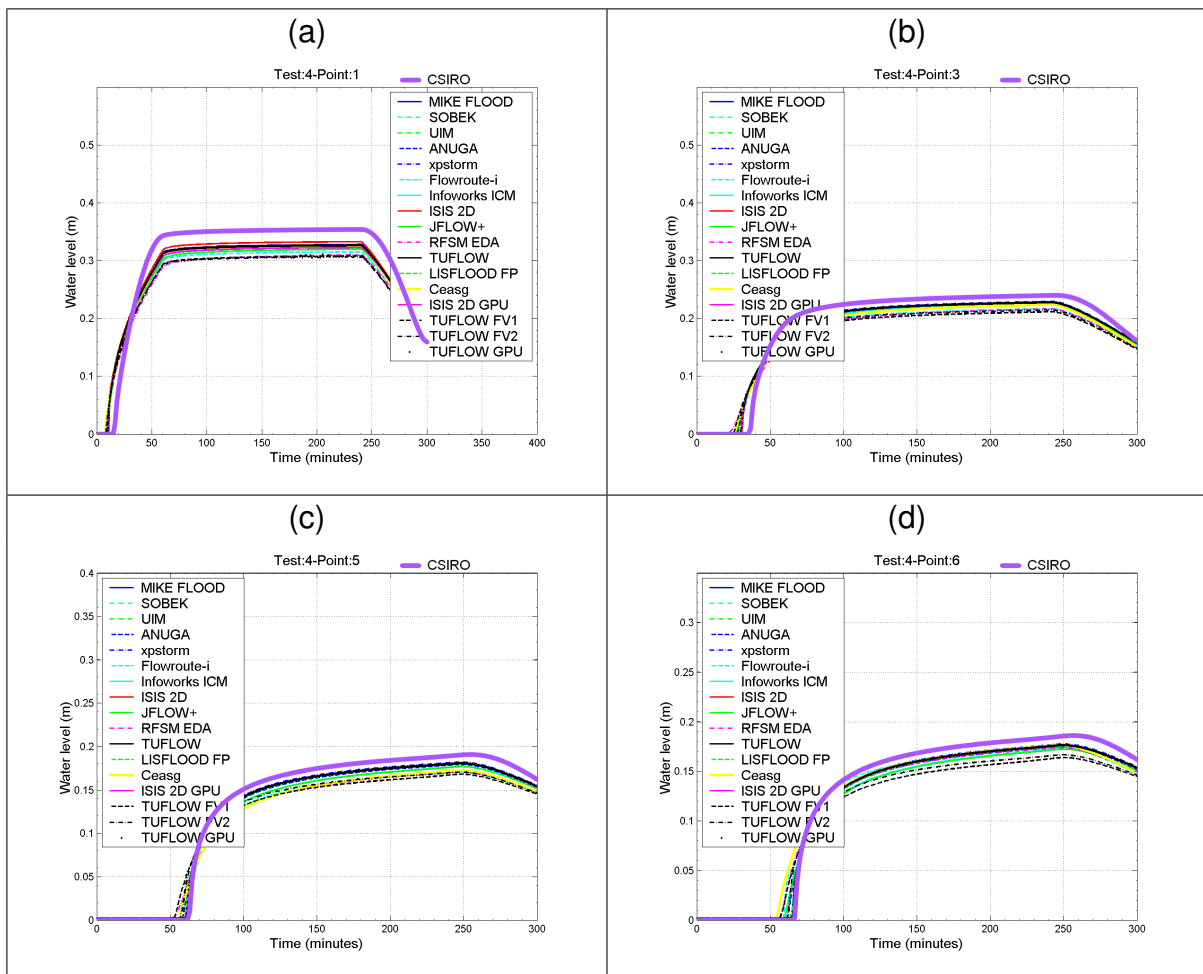 (a)
Test:4-Point:1
CSIRO
MIKE FLOOD
SOBEK
UIM
ANUGA
xpstorm
Flowroute-i
Infoworks ICM
ISIS 2D
JFLOW+
RFSM EDA
TUFLOW
LISFLOOD FP
Ceasg
ISIS 2D GPU
TUFLOW FV1
TUFLOW FV2
TUFLOW GPU
Water level (m)
0.5
0.4
0.3
0.2
0.1
0
0 50 100 150 200 250 300 350 400
Time (minutes)
(b)
Test:4-Point:3
CSIRO
MIKE FLOOD
SOBEK
UIM
ANUGA
xpstorm
Flowroute-i
Infoworks ICM
ISIS 2D
JFLOW+
RFSM EDA
TUFLOW
LISFLOOD FP
Ceasg
ISIS 2D GPU
TUFLOW FV1
TUFLOW FV2
TUFLOW GPU
Water level (m)
0.5
0.4
0.3
0.2
0.1
0
0 50 100 150 200 250 300
Time (minutes)
(c)
Test:4-Point:5
CSIRO
MIKE FLOOD
SOBEK
UIM
ANUGA
xpstorm
Flowroute-i
Infoworks ICM
ISIS 2D
JFLOW+
RFSM EDA
TUFLOW
LISFLOOD FP
Ceasg
ISIS 2D GPU
TUFLOW FV1
TUFLOW FV2
TUFLOW GPU
Water level (m)
0.4
0.35
0.3
0.25
0.2
0.15
0.1
0.05
0
0 50 100 150 200 250 300
Time (minutes)
(d)
Test:4-Point:6
CSIRO
MIKE FLOOD
SOBEK
UIM
ANUGA
xpstorm
Flowroute-i
Infoworks ICM
ISIS 2D
JFLOW+
RFSM EDA
TUFLOW
LISFLOOD FP
Ceasg
ISIS 2D GPU
TUFLOW FV1
TUFLOW FV2
TUFLOW GPU
Water level (m)
0.3
0.25
0.2
0.15
0.1
0.05
0
0 50 100 150 200 250 300
Time (minutes)